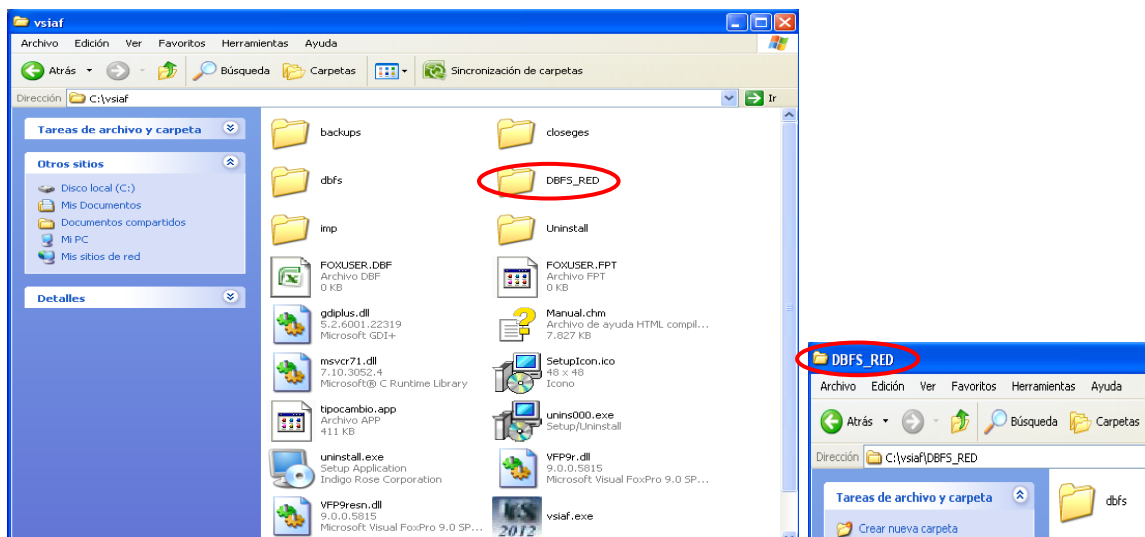 vsiaf
Archivo Edición Ver Favoritos Herramientas Ayuda
Atrás Búsqueda Carpetas Sincronización de carpetas
Dirección C:\vsiaf Ir
Tareas de archivo y carpeta
Otros sitios
Disco local (C:)
Mis Documentos
Documentos compartidos
Mi PC
Mis sitios de red
Detalles
backups
closeges
dbfs
DBFS_RED
imp
Uninstall
FOXUSER.DBF
Archivo DBF
0 KB
FOXUSER.FPT
Archivo FPT
0 KB
gdiplus.dll
5.2.6001.22319
Microsoft GDI+
Manual.chm
Archivo de ayuda HTML compil...
7.827 KB
msvcr71.dll
7.10.3052.4
Microsoft® C Runtime Library
SetupIcon.ico
48 x 48
Icono
tipocambio.app
Archivo APP
411 KB
unins000.exe
Setup/Uninstall
uninstall.exe
Setup Application
Indigo Rose Corporation
VFP9r.dll
9.0.0.5815
Microsoft Visual FoxPro 9.0 SP...
VFP9resn.dll
9.0.0.5815
Microsoft Visual FoxPro 9.0 SP...
2012
vsiaf.exe
DBFS_RED
Archivo Edición Ver Favoritos Herramientas Ayuda
Atrás Búsqueda Carpetas
Dirección C:\vsiaf\DBFS_RED
Tareas de archivo y carpeta
Crear nueva carpeta
dbfs